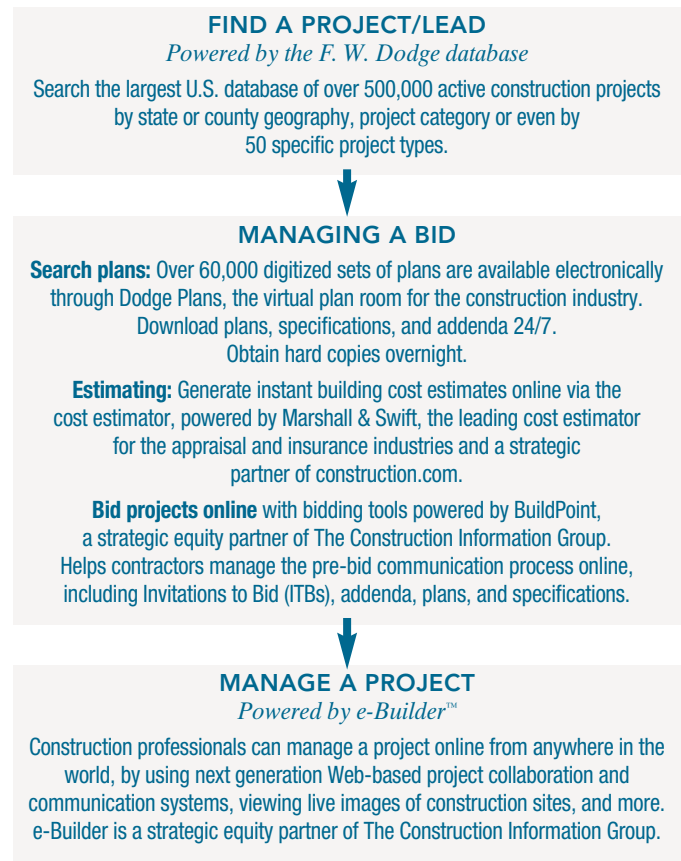 FIND A PROJECT/LEAD
Powered by the F. W. Dodge database
Search the largest U.S. database of over 500,000 active construction projects
by state or county geography, project category or even by
50 specific project types.
MANAGING A BID
Search plans: Over 60,000 digitized sets of plans are available electronically
through Dodge Plans, the virtual plan room for the construction industry.
Download plans, specifications, and addenda 24/7.
Obtain hard copies overnight.
Estimating: Generate instant building cost estimates online via the
cost estimator, powered by Marshall & Swift, the leading cost estimator
for the appraisal and insurance industries and a strategic
partner of construction.com.
Bid projects online with bidding tools powered by BuildPoint,
a strategic equity partner of The Construction Information Group.
Helps contractors manage the pre-bid communication process online,
including Invitations to Bid (ITBs), addenda, plans, and specifications.
MANAGE A PROJECT
Powered by e-Builder™
Construction professionals can manage a project online from anywhere in the
world, by using next generation Web-based project collaboration and
communication systems, viewing live images of construction sites, and more.
e-Builder is a strategic equity partner of The Construction Information Group.